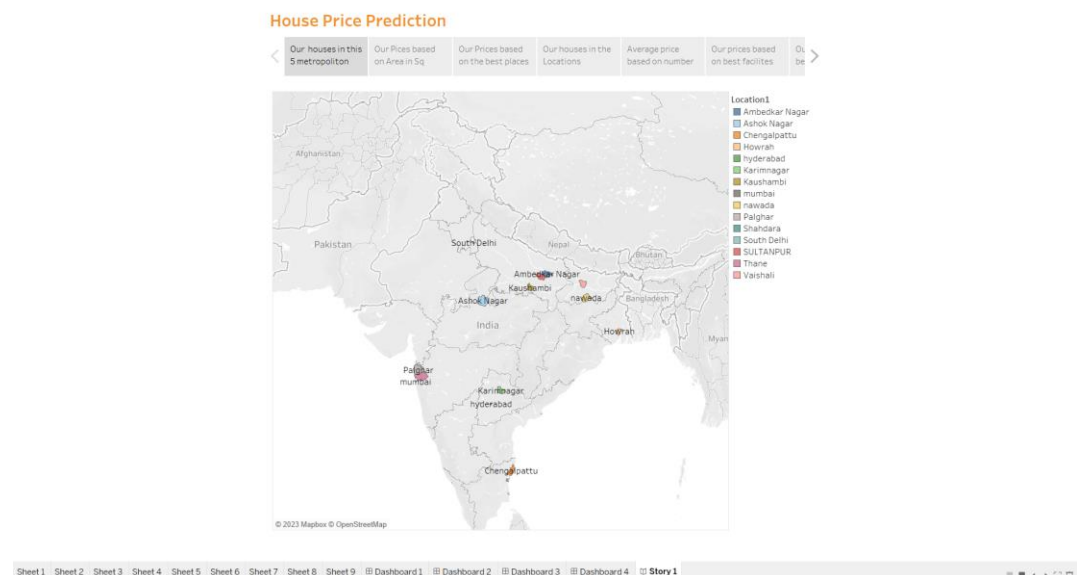 House Price Prediction
Our houses in this
5 metropoliton
Our Pices based
on Area in Sq
Our Prices based
on the best places
Our houses in the
Locations
Average price
based on number
Our prices based
on best facilites
be
Location1
Ambedkar Nagar
Ashok Nagar
Chengalpattu
Howrah
hyderabad
Karimnagar
Kaushambi
mumbai
nawada
Palghar
Shahdara
South Delhi
SULTANPUR
Thane
Vaishali
Afghanistan
Pakistan
South Delhi
Nepal
Bhutan
Ambedkar Nagar
Kaushambi
Ashok Nagar
nawada
Bangladesh
India
Howrah
Myan
Palghar
mumbai
Karimnagar
hyderabad
Chengalpattu
© 2023 Mapbox © OpenStreetMap
Sheet 1 Sheet 2 Sheet 3 Sheet 4 Sheet 5 Sheet 6 Sheet 7 Sheet 8 Sheet 9 Dashboard 1 Dashboard 2 Dashboard 3 Dashboard 4 Story 1